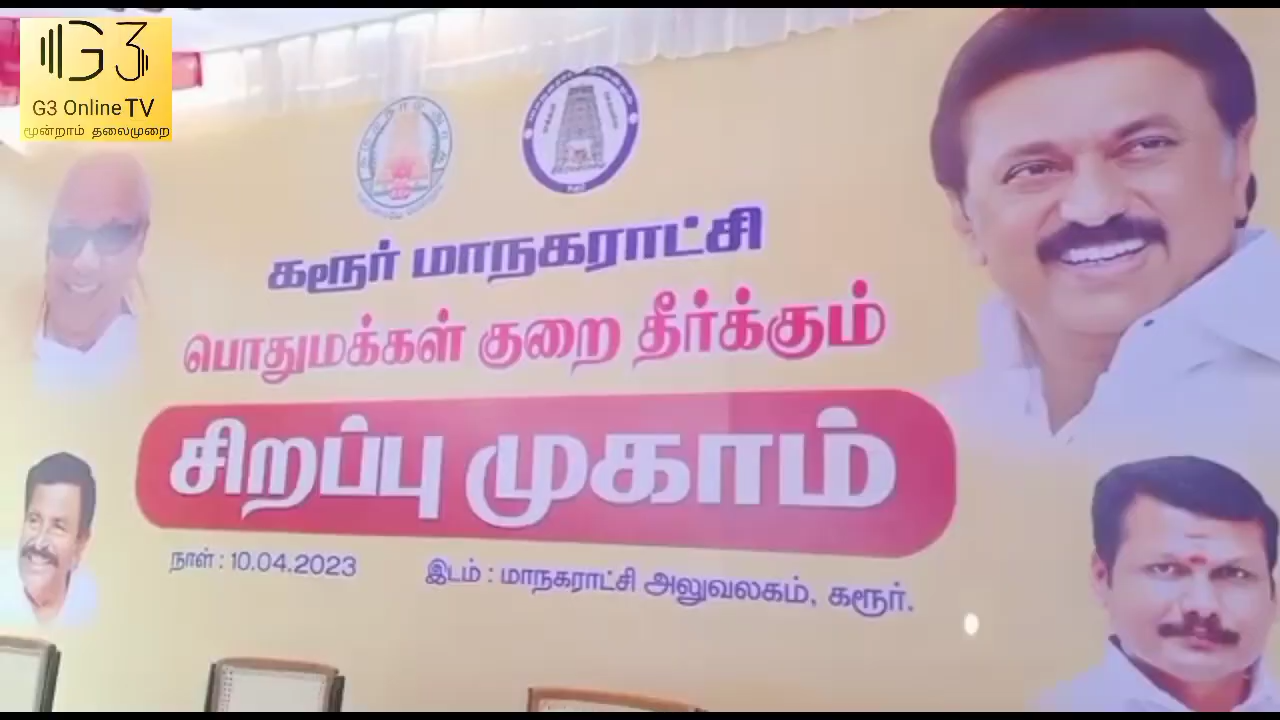 G3
G3 Online TV
மூன்றாம் தலைமுறை
கரூர் மாநகராட்சி
பொதுமக்கள் குறை தீர்க்கும்
சிறப்பு முகாம்
நாள் : 10.04.2023
இடம் : மாநகராட்சி அலுவலகம், கரூர்.